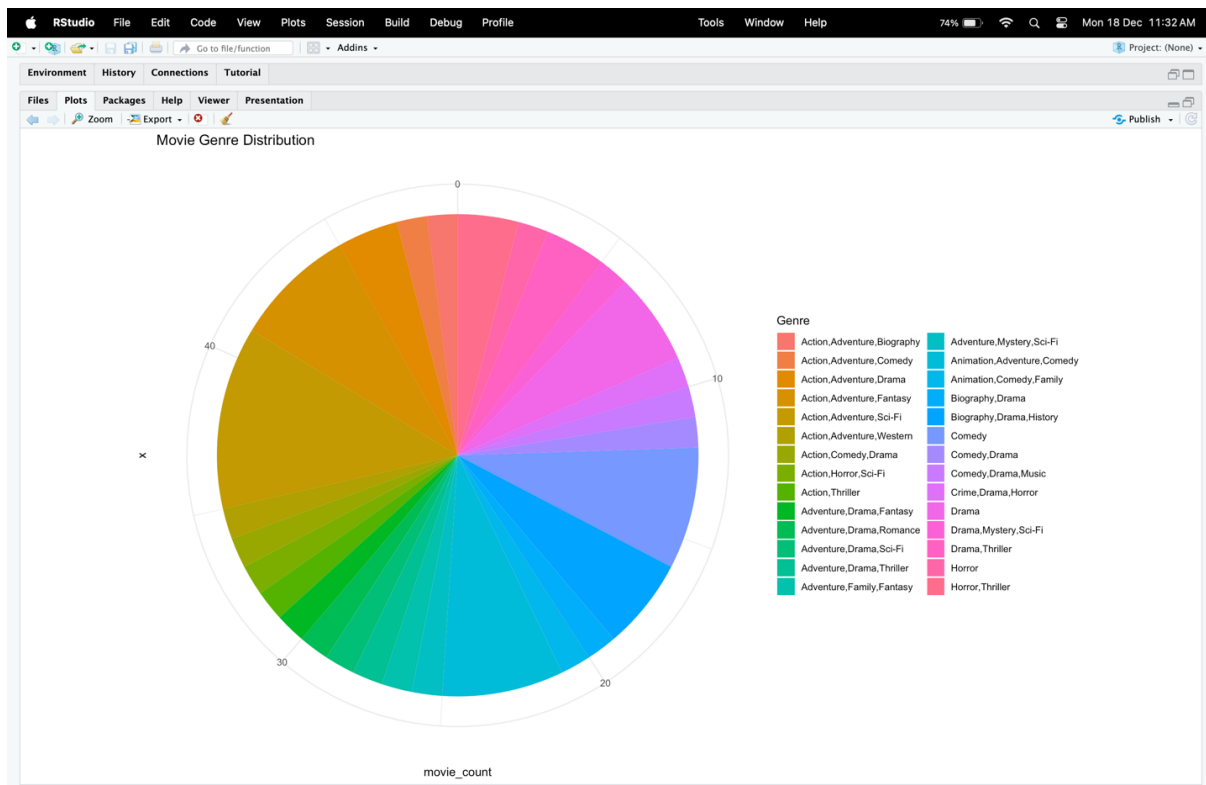 RStudio File Edit Code View Plots Session Build Debug Profile Tools Window Help 74% Mon 18 Dec 11:32 AM
Go to file/function Addins Project: (None)
Environment History Connections Tutorial
Files Plots Packages Help Viewer Presentation
Zoom Export Publish
Movie Genre Distribution
0
40
10
x
30
20
movie_count
Genre
Action,Adventure,Biography
Action,Adventure,Comedy
Action,Adventure,Drama
Action,Adventure,Fantasy
Action,Adventure,Sci-Fi
Action,Adventure,Western
Action,Comedy,Drama
Action,Horror,Sci-Fi
Action,Thriller
Adventure,Drama,Fantasy
Adventure,Drama,Romance
Adventure,Drama,Sci-Fi
Adventure,Drama,Thriller
Adventure,Family,Fantasy
Adventure,Mystery,Sci-Fi
Animation,Adventure,Comedy
Animation,Comedy,Family
Biography,Drama
Biography,Drama,History
Comedy
Comedy,Drama
Comedy,Drama,Music
Crime,Drama,Horror
Drama
Drama,Mystery,Sci-Fi
Drama,Thriller
Horror
Horror,Thriller